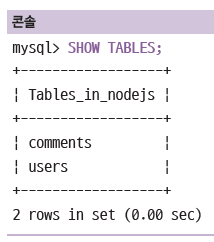 콘솔
mysql> SHOW TABLES;
+------------------+
¦ Tables_in_nodejs ¦
+------------------+
¦ comments         ¦
¦ users            ¦
+------------------+
2 rows in set (0.00 sec)